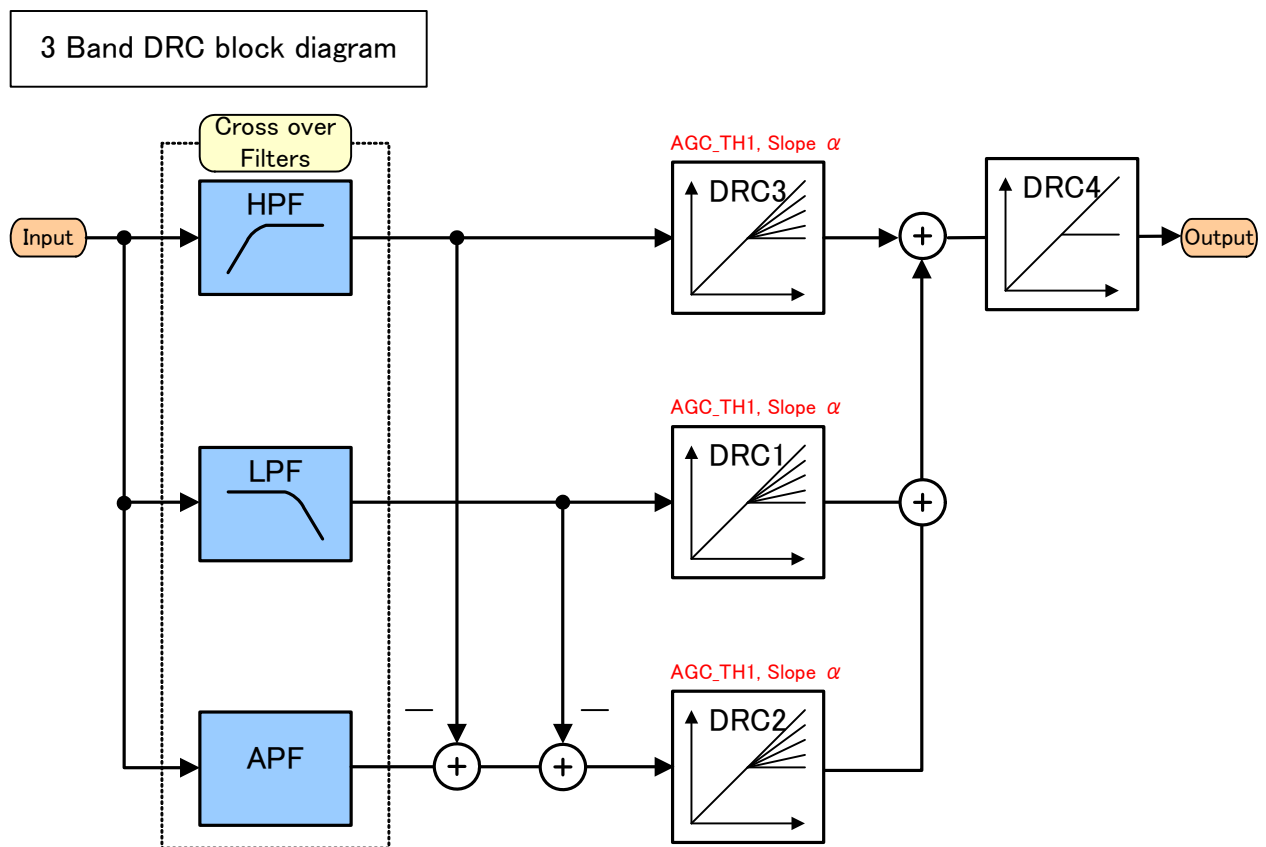 3 Band DRC block diagram
Cross over
Filters
Input
HPF
AGC_TH1, Slope α
DRC3
+
DRC4
Output
LPF
AGC_TH1, Slope α
DRC1
+
APF
—
+
—
+
AGC_TH1, Slope α
DRC2